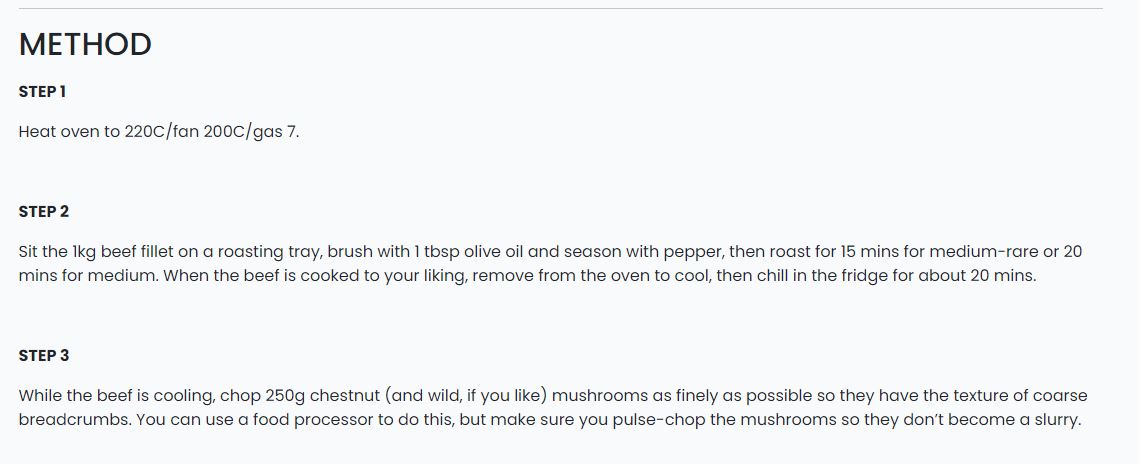 METHOD
STEP 1
Heat oven to 220C/fan 200C/gas 7.
STEP 2
Sit the 1kg beef fillet on a roasting tray, brush with 1 tbsp olive oil and season with pepper, then roast for 15 mins for medium-rare or 20
mins for medium. When the beef is cooked to your liking, remove from the oven to cool, then chill in the fridge for about 20 mins.
STEP 3
While the beef is cooling, chop 250g chestnut (and wild, if you like) mushrooms as finely as possible so they have the texture of coarse
breadcrumbs. You can use a food processor to do this, but make sure you pulse-chop the mushrooms so they don’t become a slurry.